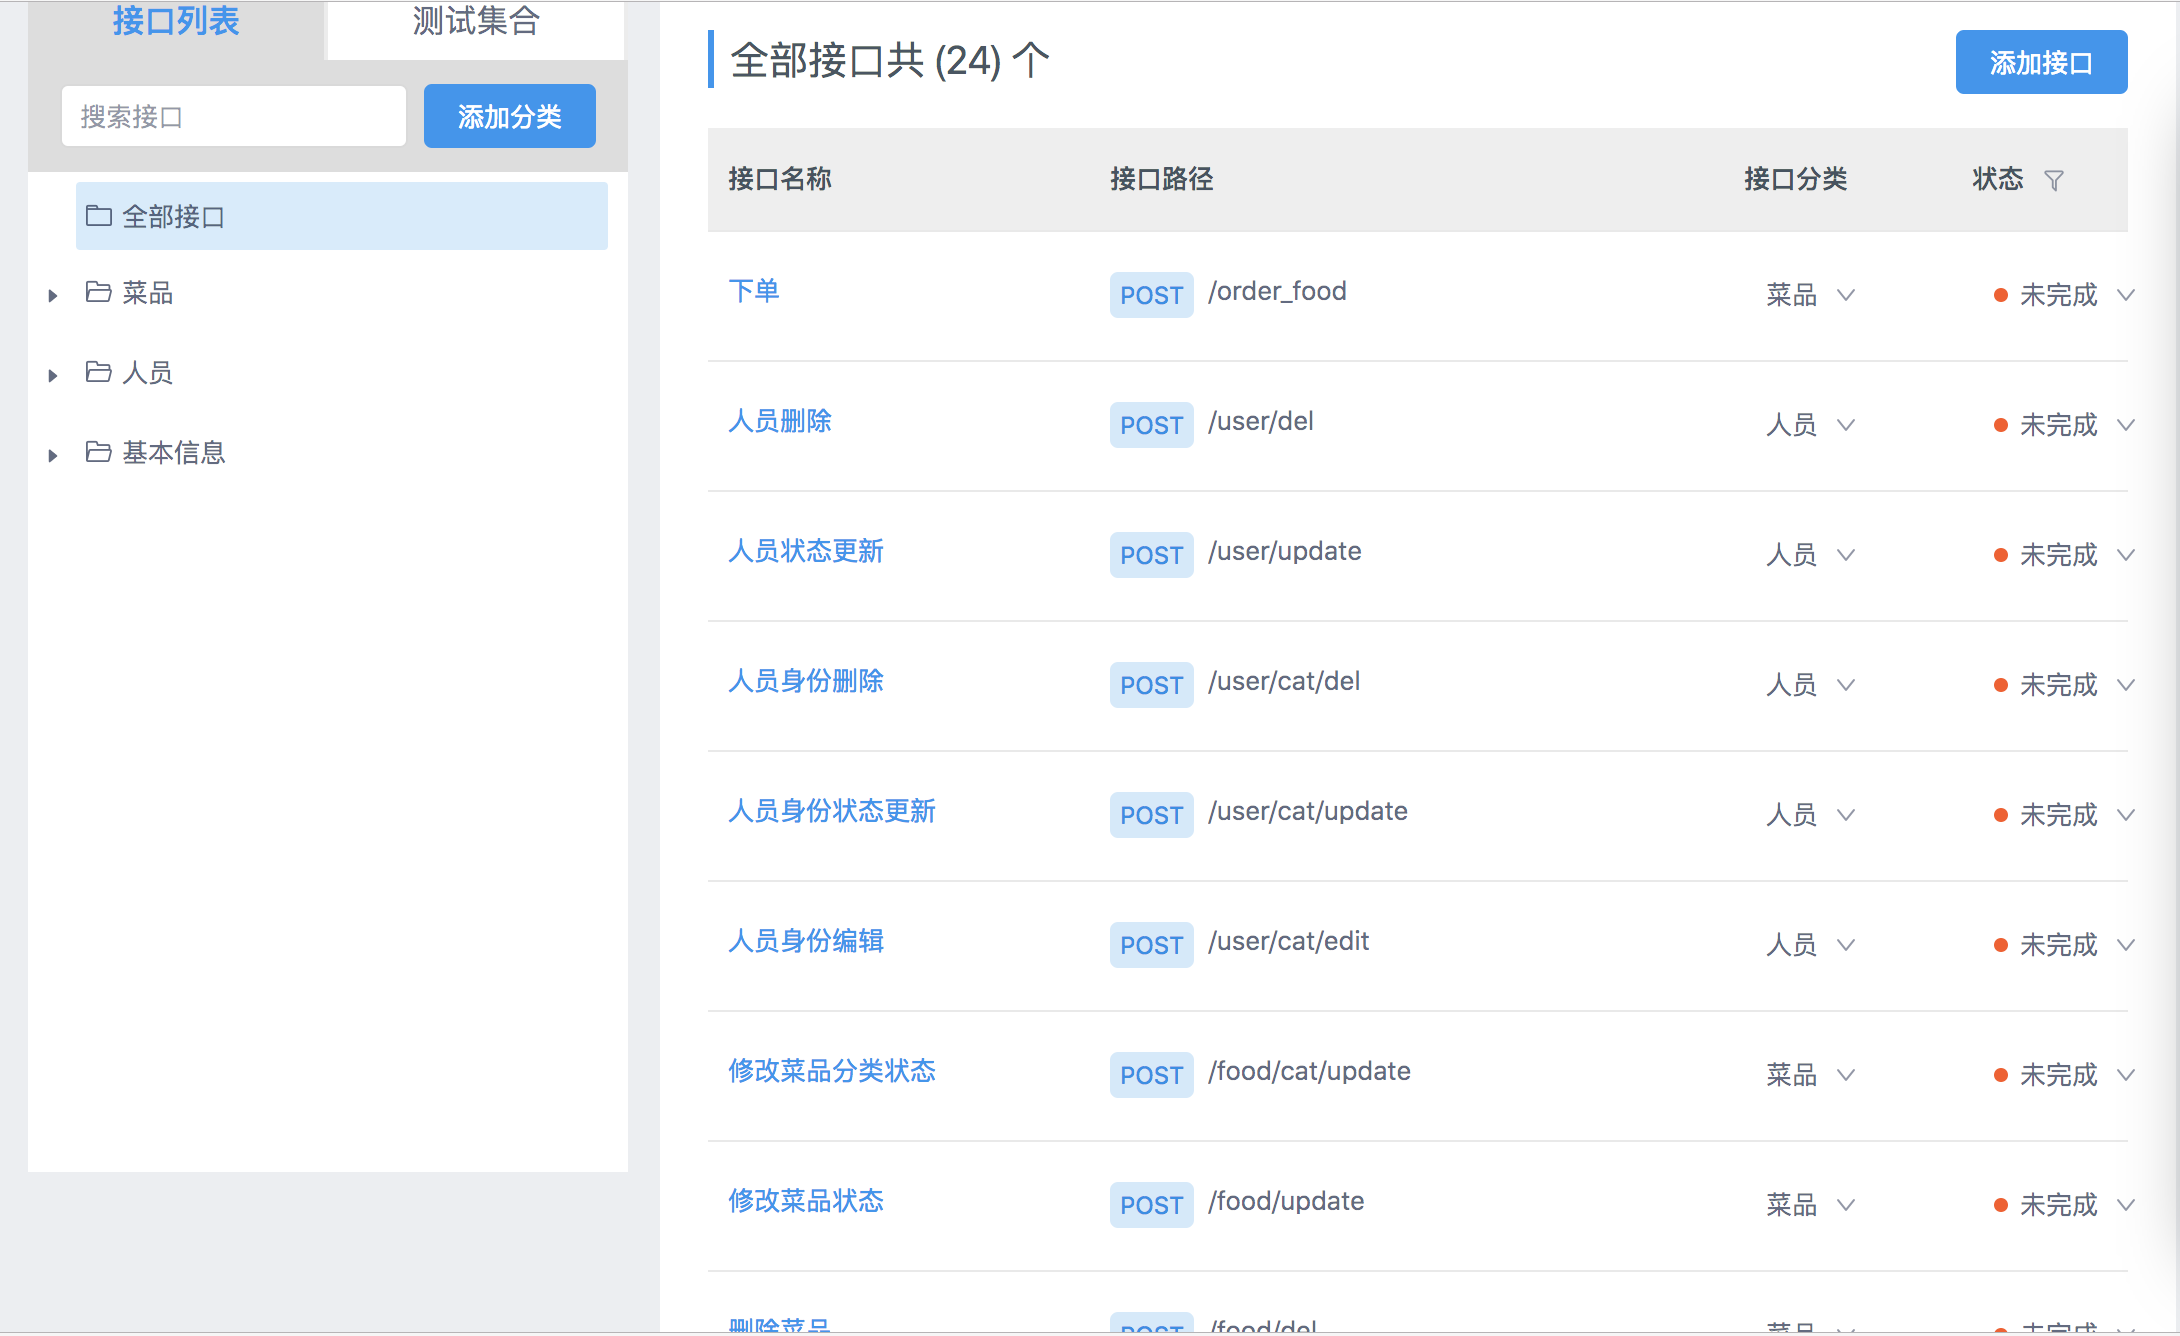 接口列表
测试集合
搜索接口
添加分类
全部接口
菜品
人员
基本信息
全部接口共 (24) 个
添加接口
接口名称 接口路径 接口分类 状态
下单 POST /order_food 菜品 未完成
人员删除 POST /user/del 人员 未完成
人员状态更新 POST /user/update 人员 未完成
人员身份删除 POST /user/cat/del 人员 未完成
人员身份状态更新 POST /user/cat/update 人员 未完成
人员身份编辑 POST /user/cat/edit 人员 未完成
修改菜品分类状态 POST /food/cat/update 菜品 未完成
修改菜品状态 POST /food/update 菜品 未完成
删除菜品 POST /food/del 菜品 未完成